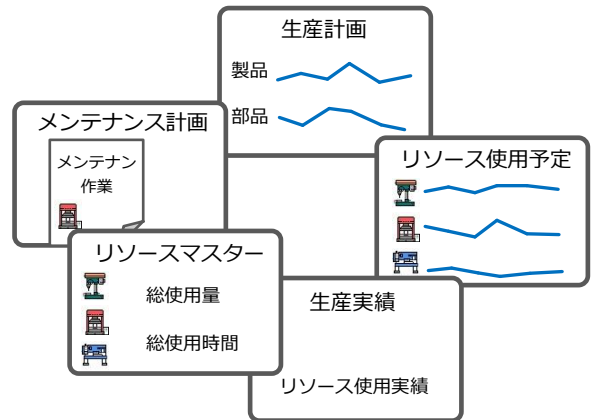 生産計画
製品
部品
メンテナンス計画
メンテナン
作業
リソース使用予定
リソースマスター
総使用量
総使用時間
生産実績
リソース使用実績